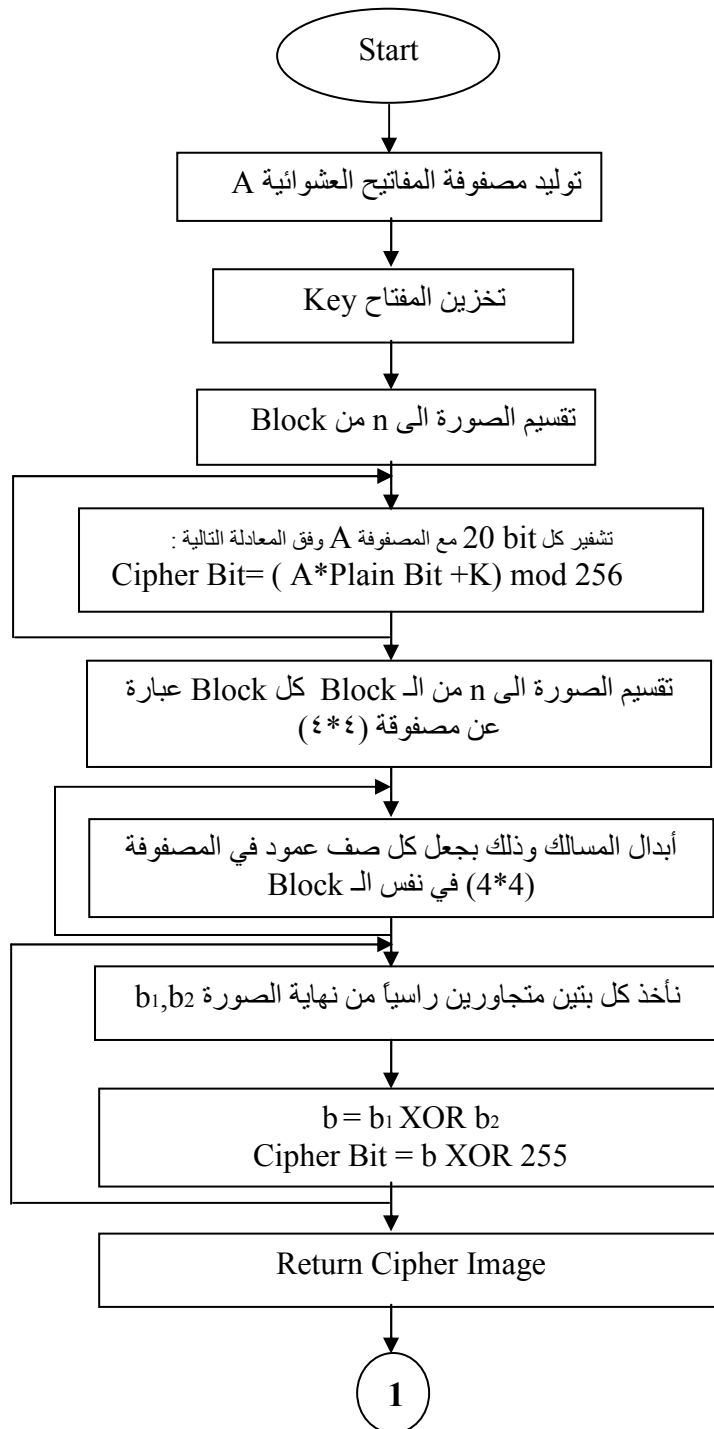 Start
توليد مصفوفة المفاتيح العشوائية A
تخزين المفتاح Key
تقسيم الصورة الى n من Block
تشفير كل 20 bit مع المصفوفة A وفق المعادلة التالية :
Cipher Bit= ( A*Plain Bit +K) mod 256
تقسيم الصورة الى n من الـ Block كل Block عبارة
عن مصفوقة (٤*٤)
أبدال المسالك وذلك بجعل كل صف عمود في المصفوفة
(4*4) في نفس الـ Block
نأخذ كل بتين متجاورين راسياً من نهاية الصورة b1,b2
b = b1 XOR b2
Cipher Bit = b XOR 255
Return Cipher Image
1